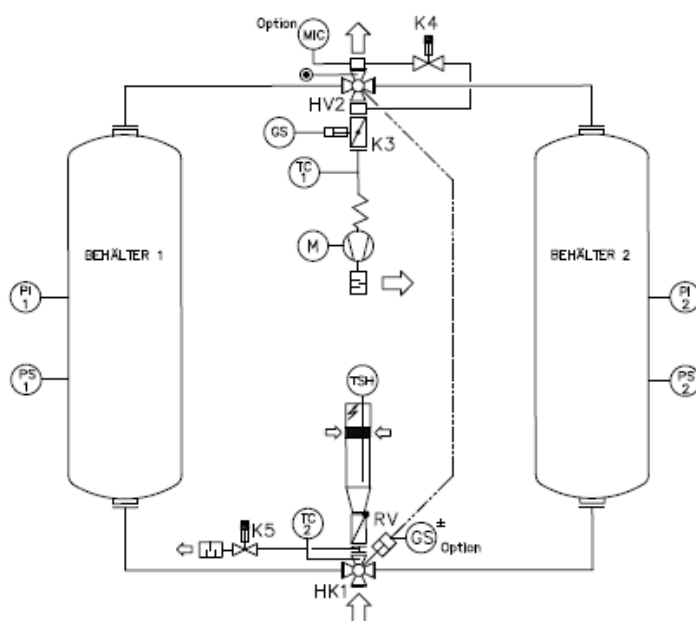 Option
MIC
K4
HV2
GS
K3
TC
1
M
BEHÄLTER 1
BEHÄLTER 2
PI
1
PI
2
PS
1
PS
2
TSH
K5
TC
2
RV
GS
±
Option
HK1